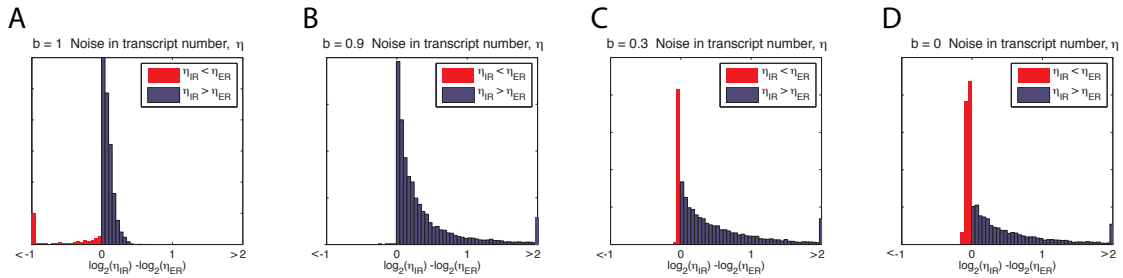 A
B
C
D
b = 1 Noise in transcript number, η
b = 0.9 Noise in transcript number, η
b = 0.3 Noise in transcript number, η
b = 0 Noise in transcript number, η
η_IR < η_ER
η_IR > η_ER
η_IR < η_ER
η_IR > η_ER
η_IR < η_ER
η_IR > η_ER
η_IR < η_ER
η_IR > η_ER
<-1 0 1 >2
<-1 0 1 >2
<-1 0 1 >2
<-1 0 1 >2
log₂(η_IR) -log₂(η_ER)
log₂(η_IR) -log₂(η_ER)
log₂(η_IR) -log₂(η_ER)
log₂(η_IR) -log₂(η_ER)